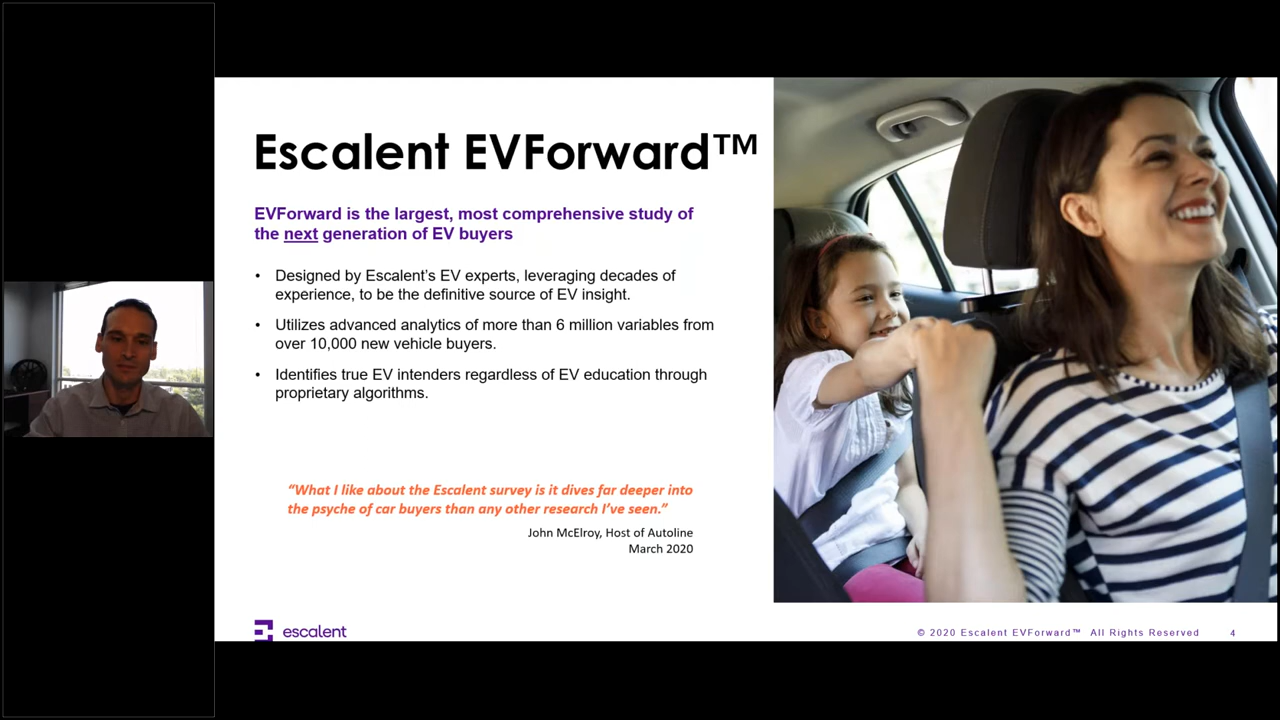 Escalent EVForward™
EVForward is the largest, most comprehensive study of
the next generation of EV buyers
• Designed by Escalent's EV experts, leveraging decades of
experience, to be the definitive source of EV insight.
• Utilizes advanced analytics of more than 6 million variables from
over 10,000 new vehicle buyers.
• Identifies true EV intenders regardless of EV education through
proprietary algorithms.
“What I like about the Escalent survey is it dives far deeper into
the psyche of car buyers than any other research I've seen.”
John McElroy, Host of Autoline
March 2020
escalent
© 2020 Escalent EVForward™ All Rights Reserved 4